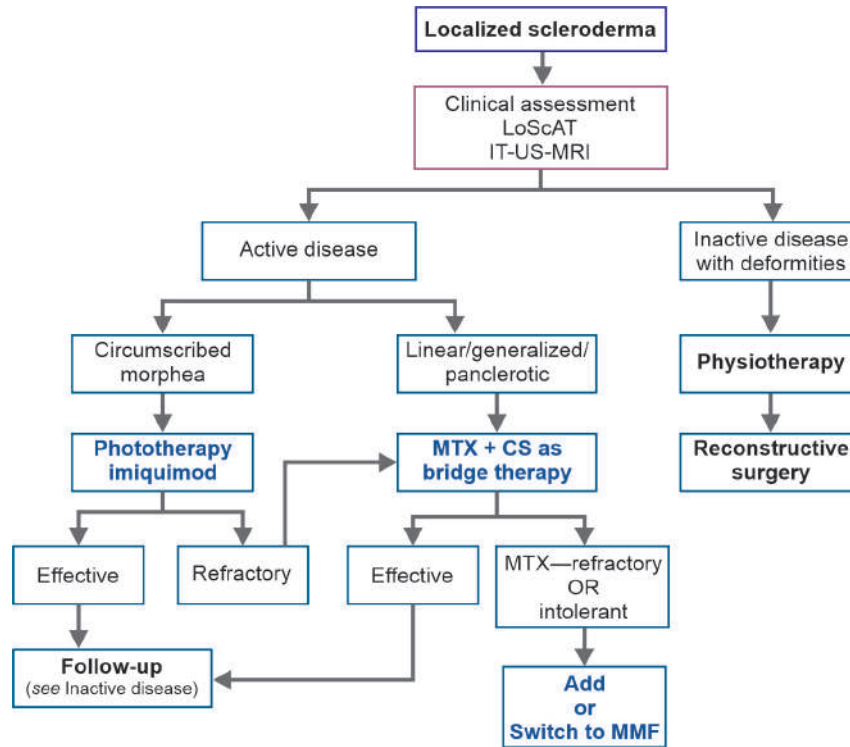 Localized scleroderma
Clinical assessment
LoScAT
IT-US-MRI
Active disease
Inactive disease
with deformities
Circumscribed
morphea
Linear/generalized/
panclerotic
Physiotherapy
Phototherapy
imiquimod
MTX + CS as
bridge therapy
Reconstructive
surgery
Effective
Refractory
Effective
MTX—refractory
OR
intolerant
Follow-up
(see Inactive disease)
Add
or
Switch to MMF